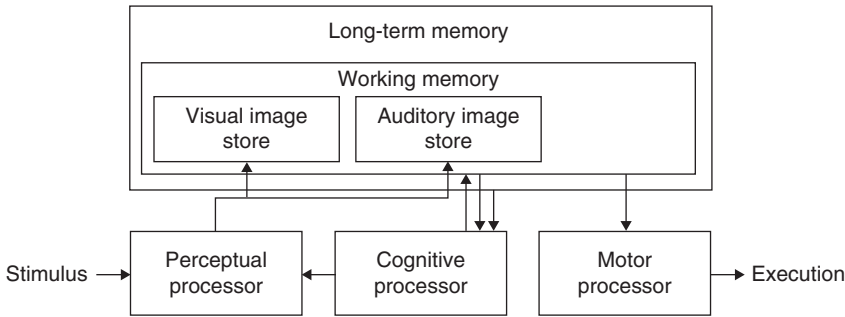 Long-term memory
Working memory
Visual image
store
Auditory image
store
Stimulus
Perceptual
processor
Cognitive
processor
Motor
processor
Execution